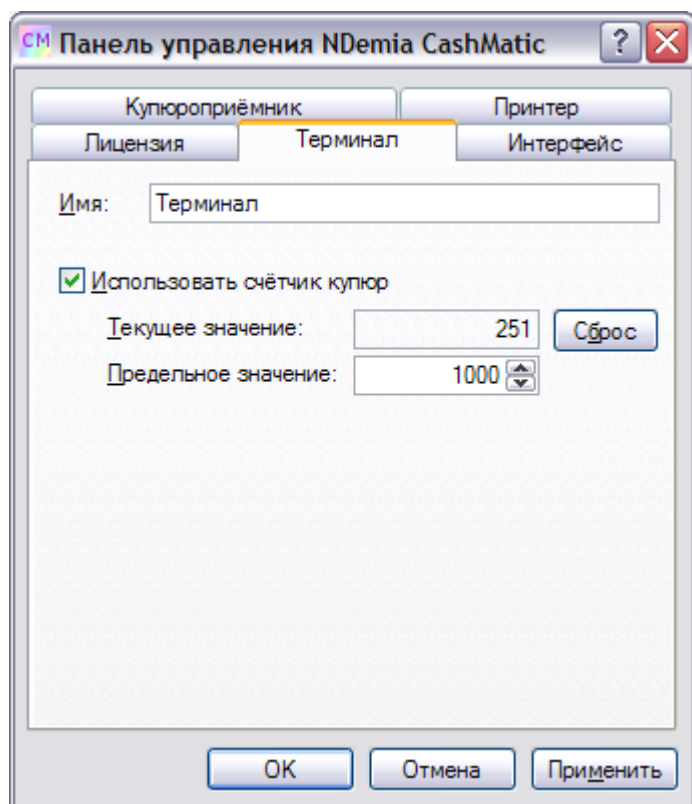 CM Панель управления NDemia CashMatic ?
Купюроприёмник Принтер
Лицензия Терминал Интерфейс
Имя: Терминал
Использовать счётчик купюр
Текущее значение: 251 Сброс
Предельное значение: 1000
OK Отмена Применить